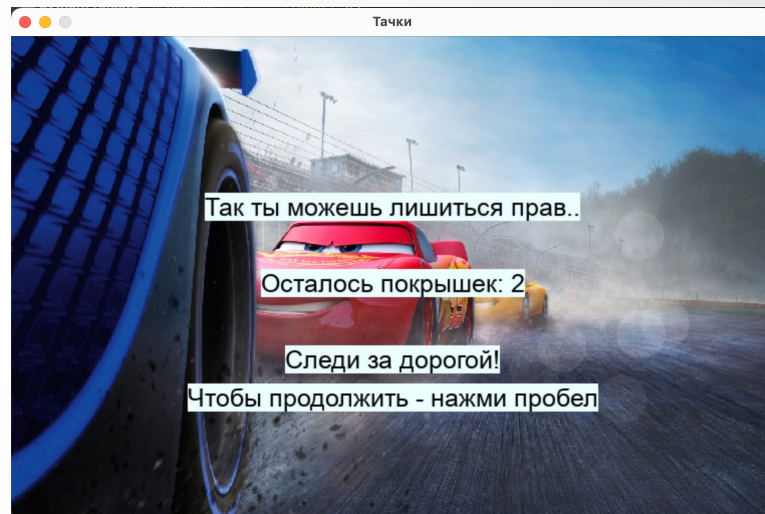 Тачки
Так ты можешь лишиться прав..
Осталось покрышек: 2
Следи за дорогой!
Чтобы продолжить - нажми пробел